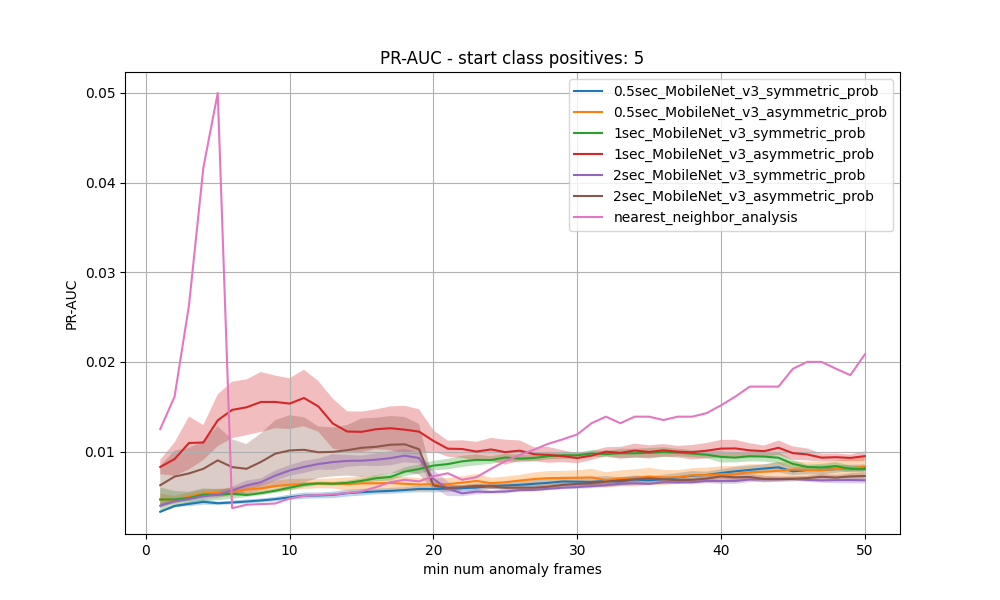 PR-AUC - start class positives: 5
0.5sec_MobileNet_v3_symmetric_prob
0.5sec_MobileNet_v3_asymmetric_prob
1sec_MobileNet_v3_symmetric_prob
1sec_MobileNet_v3_asymmetric_prob
2sec_MobileNet_v3_symmetric_prob
2sec_MobileNet_v3_asymmetric_prob
nearest_neighbor_analysis
PR-AUC
0.05
0.04
0.03
0.02
0.01
0 10 20 30 40 50
min num anomaly frames